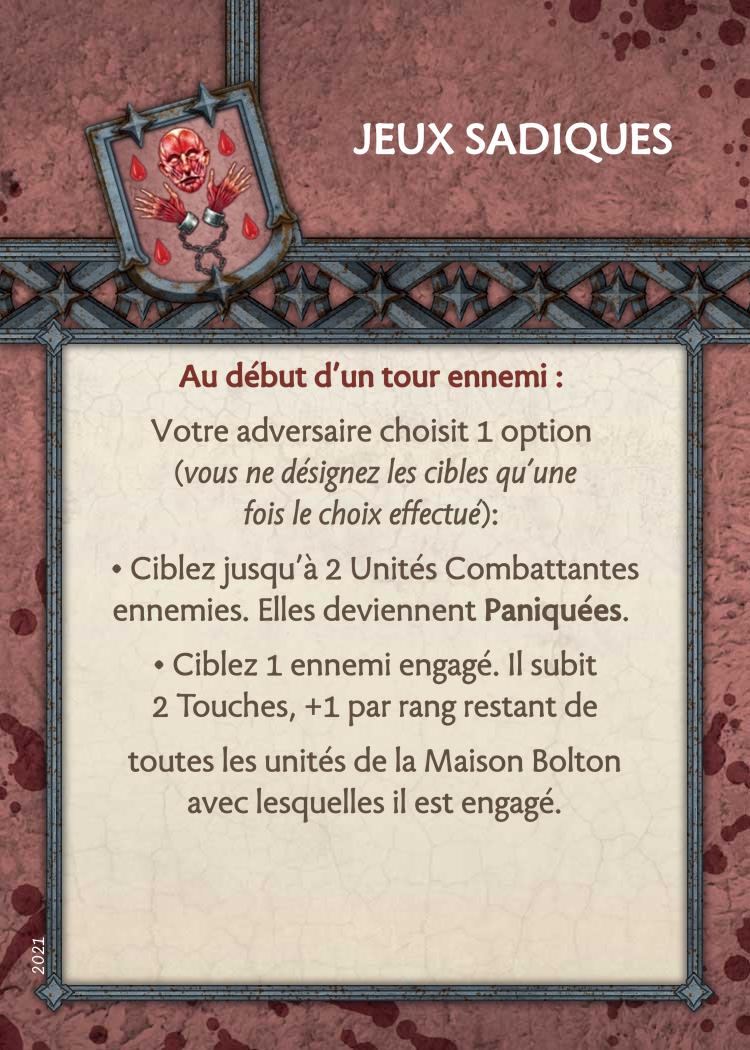 JEUX SADIQUES
Au début d'un tour ennemi :
Votre adversaire choisit 1 option
(vous ne désignez les cibles qu'une
fois le choix effectué):
• Ciblez jusqu'à 2 Unités Combattantes
ennemies. Elles deviennent Paniquées.
• Ciblez 1 ennemi engagé. Il subit
2 Touches, +1 par rang restant de
toutes les unités de la Maison Bolton
avec lesquelles il est engagé.
2021